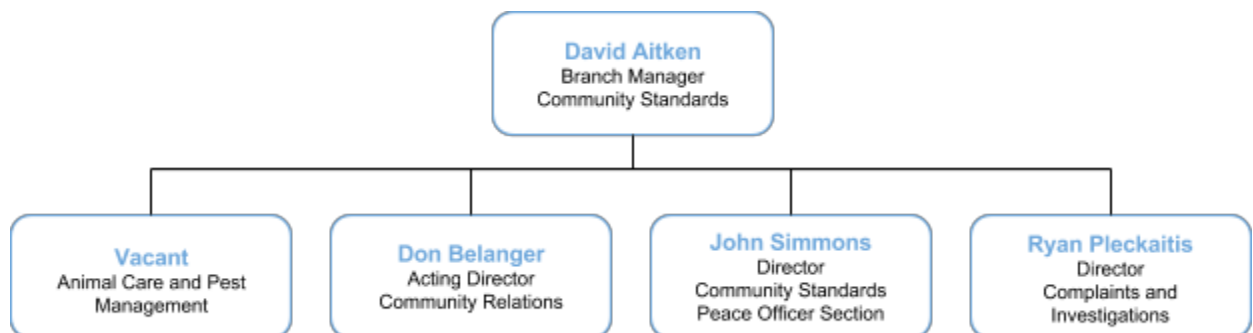 David Aitken
Branch Manager
Community Standards
Vacant
Animal Care and Pest
Management
Don Belanger
Acting Director
Community Relations
John Simmons
Director
Community Standards
Peace Officer Section
Ryan Pleckaitis
Director
Complaints and
Investigations